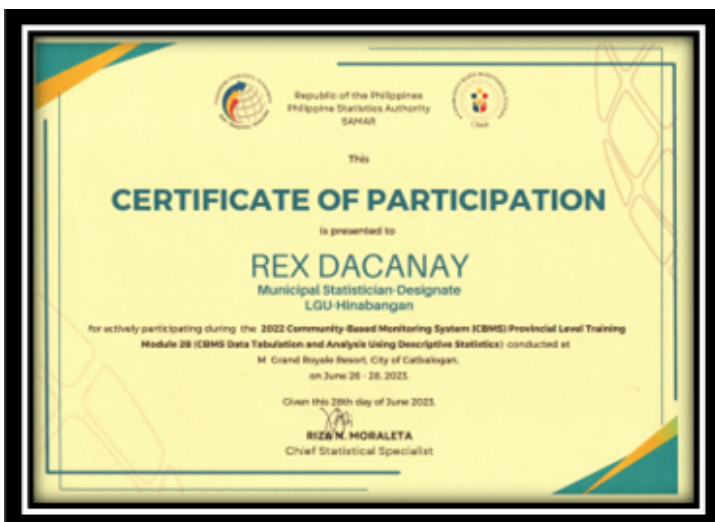 Republic of the Philippines
Philippine Statistics Authority
SAMAR
This
CERTIFICATE OF PARTICIPATION
is presented to
REX DACANAY
Municipal Statistician-Designate
LGU-Hinabangan
for actively participating during the 2022 Community-Based Monitoring System (CBMS) Provincial Level Training
Module 2B (CBMS Data Tabulation and Analysis Using Descriptive Statistics) conducted at
M Grand Royale Resort, City of Catbalogan,
on June 26 - 28, 2023.
Given this 28th day of June 2023.
RIZA N. MORALETA
Chief Statistical Specialist